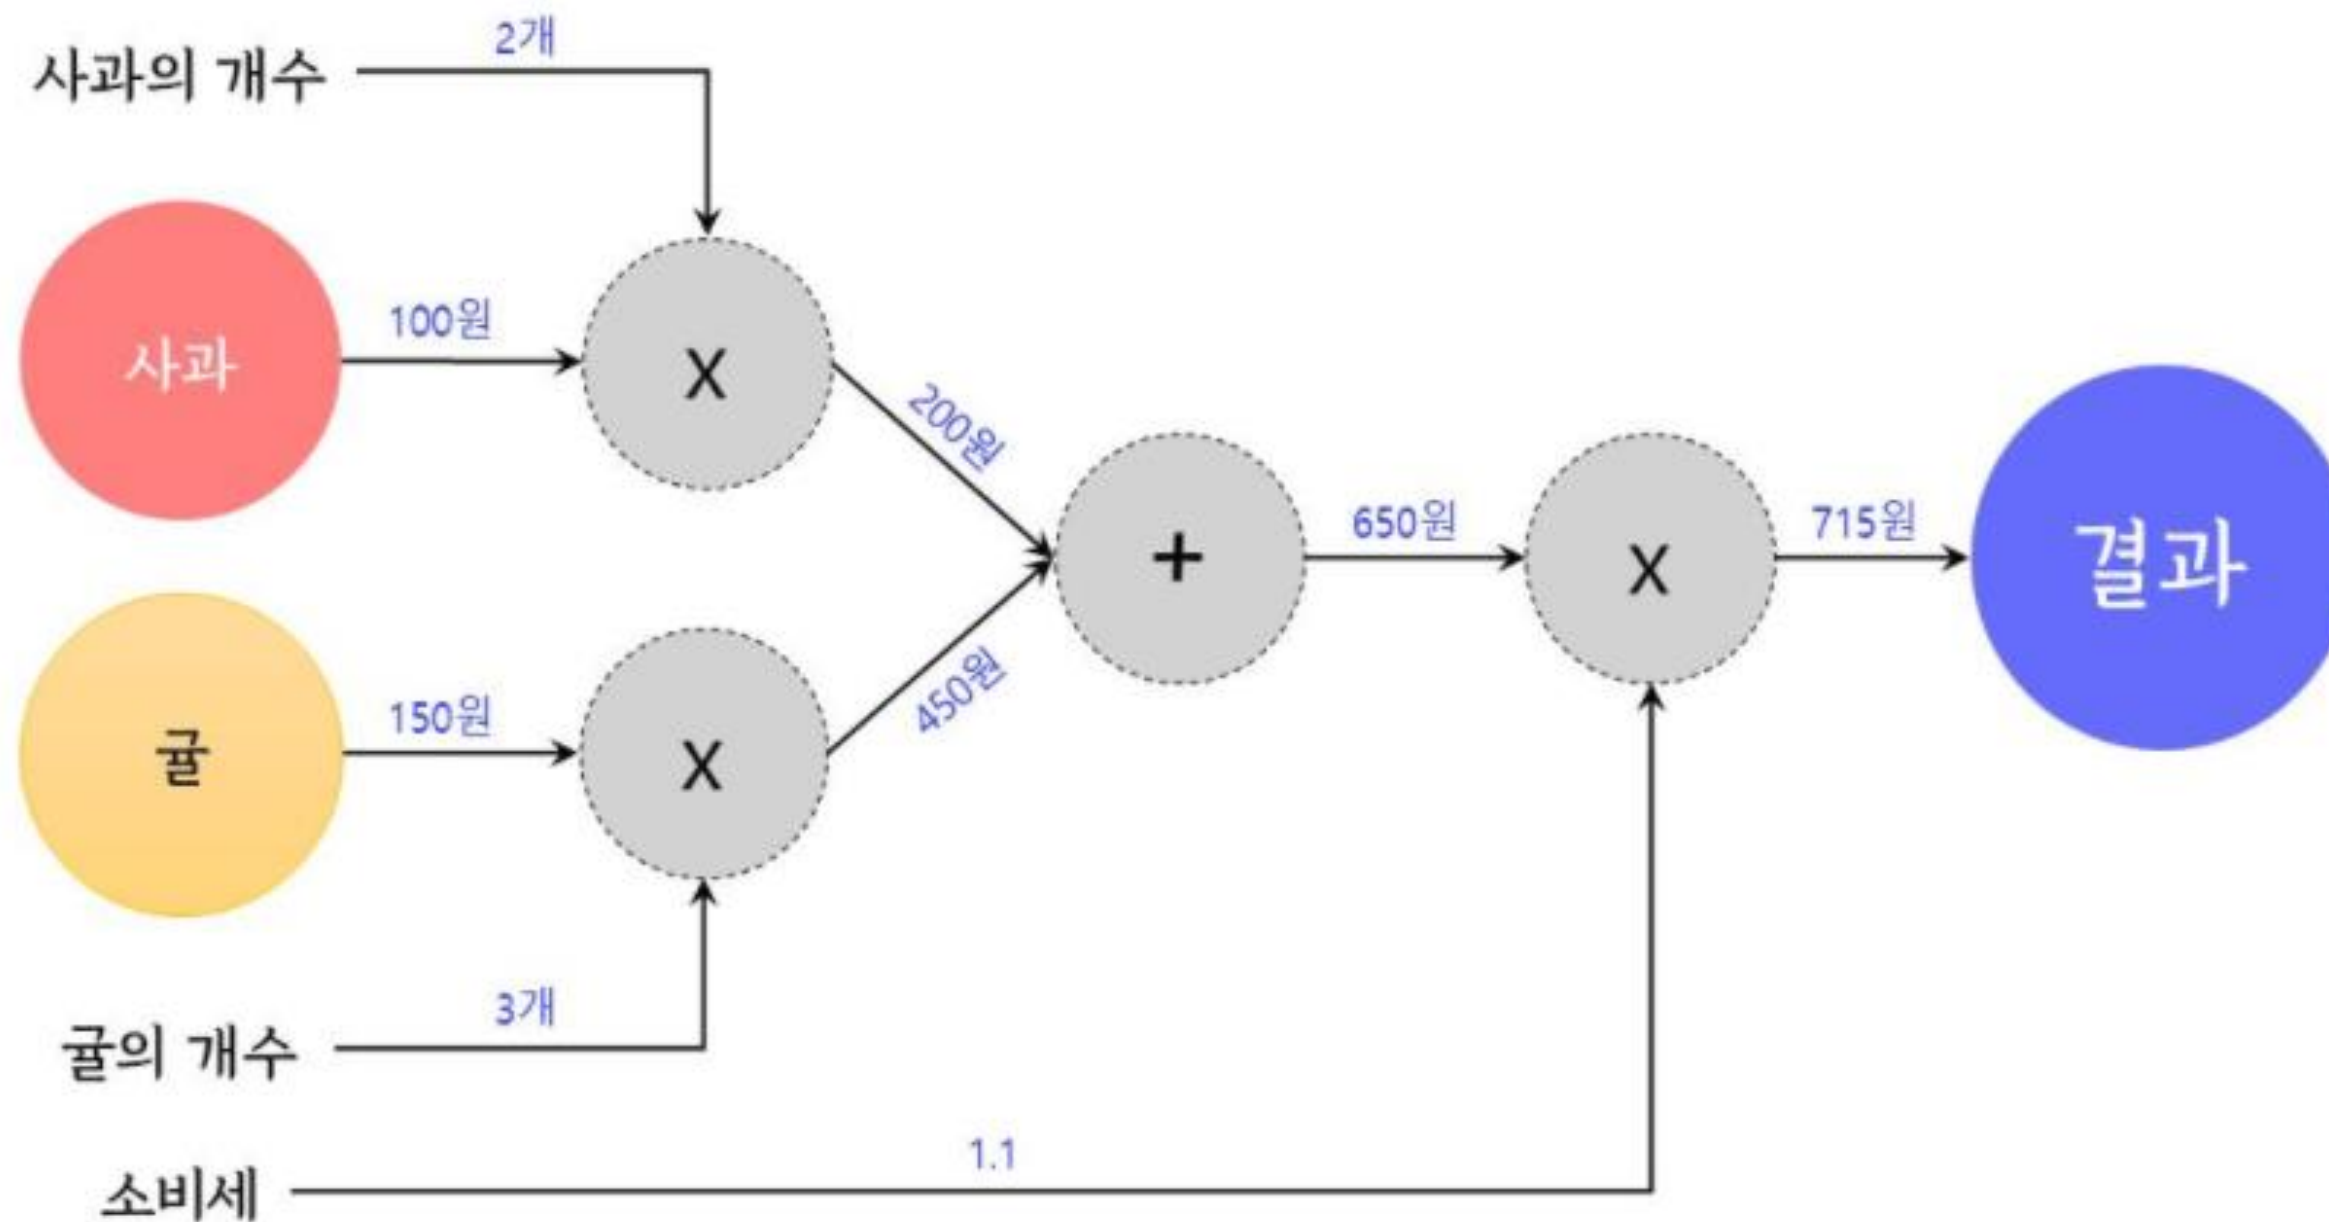 2개
사과의 개수
100원
사과
X
200원
+
650원
X
715원
결과
150원
귤
X
450원
3개
귤의 개수
1.1
소비세